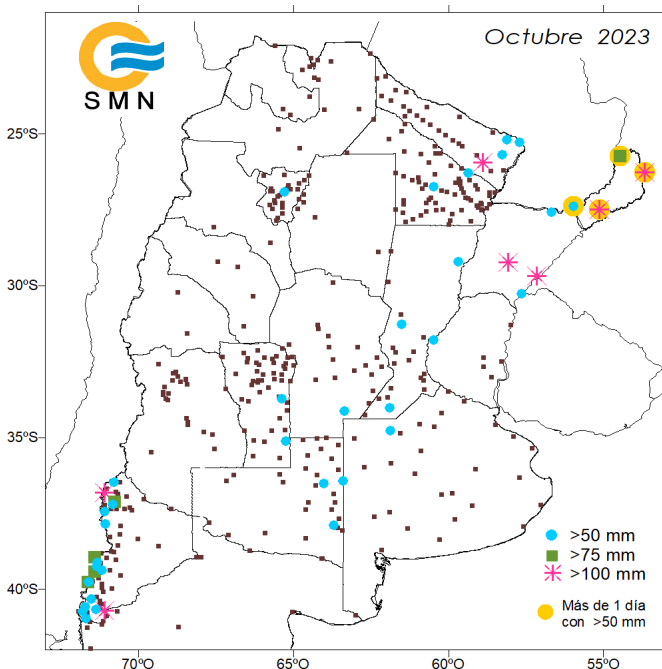 Octubre 2023
SMN
25ºS
30ºS
35ºS
40ºS
>50 mm
>75 mm
>100 mm
Más de 1 día
con >50 mm
70ºO
65ºO
60ºO
55ºO